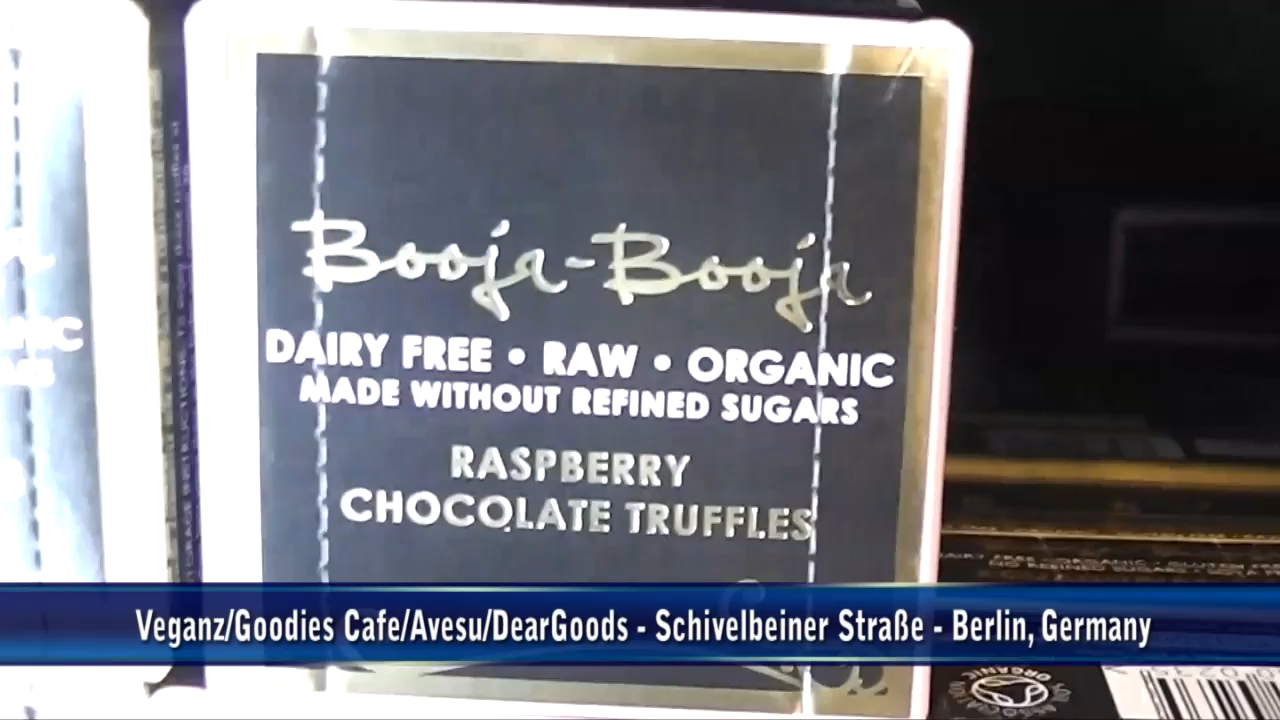 Booja-Booja
DAIRY FREE • RAW • ORGANIC
MADE WITHOUT REFINED SUGARS
RASPBERRY
CHOCOLATE TRUFFLES
Veganz/Goodies Cafe/Avesu/DearGoods - Schivelbeiner Straße - Berlin, Germany
ORGANIC